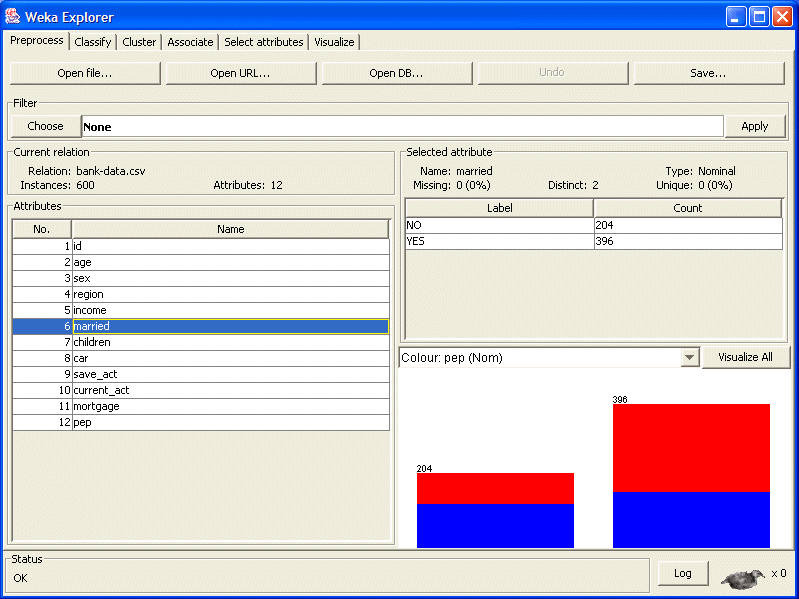 Weka Explorer
Preprocess Classify Cluster Associate Select attributes Visualize
Open file... Open URL... Open DB... Undo Save...
Filter
Choose None Apply
Current relation
Relation: bank-data.csv
Instances: 600 Attributes: 12
Attributes
No. Name
1 id
2 age
3 sex
4 region
5 income
6 married
7 children
8 car
9 save_act
10 current_act
11 mortgage
12 pep
Selected attribute
Name: married Type: Nominal
Missing: 0 (0%) Distinct: 2 Unique: 0 (0%)
Label Count
NO 204
YES 396
Colour: pep (Nom) Visualize All
396
204
Status
OK
Log x 0